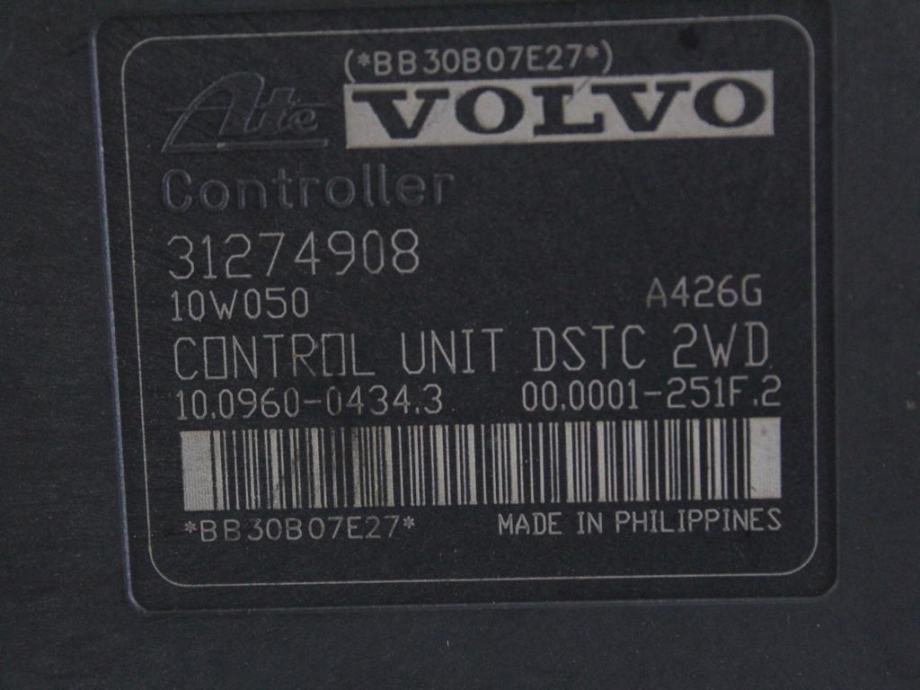 (*BB30B07E27*)
Ate VOLVO
Controller
31274908
10W050 A426G
CONTROL UNIT DSTC 2WD
10.0960-0434.3 00.0001-251F.2
*BB30B07E27* MADE IN PHILIPPINES